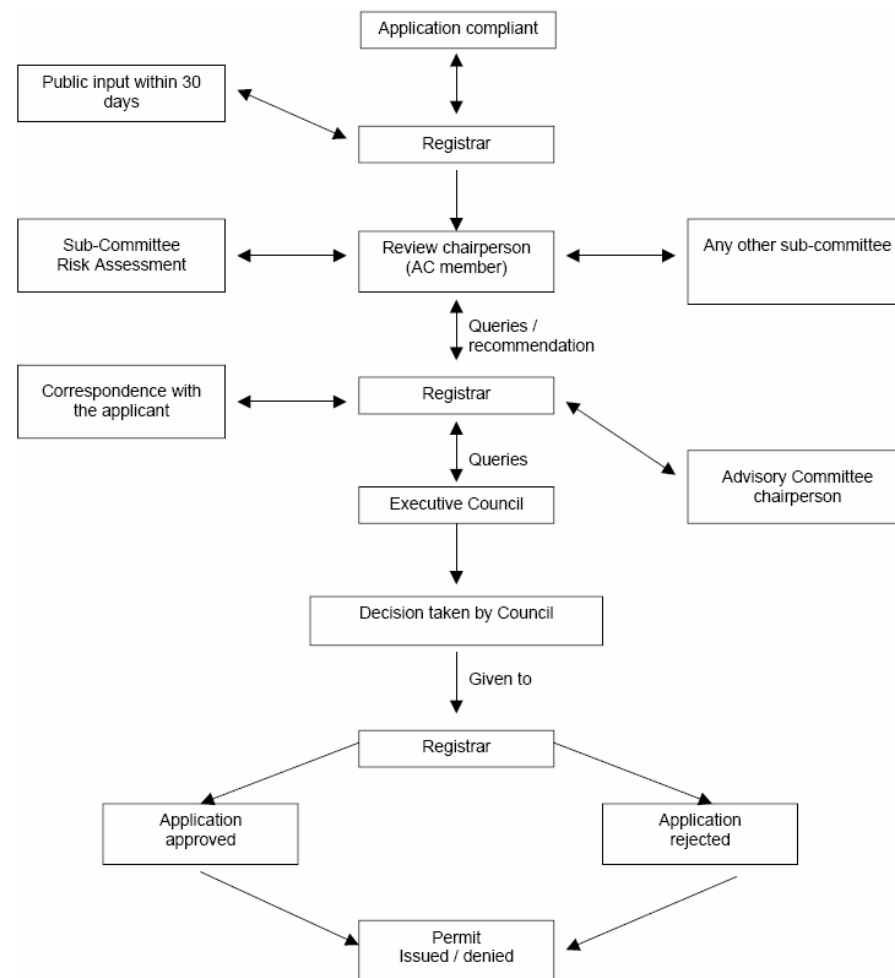 Application compliant
Public input within 30
days
Registrar
Sub-Committee
Risk Assessment
Review chairperson
(AC member)
Any other sub-committee
Queries /
recommendation
Correspondence with
the applicant
Registrar
Queries
Advisory Committee
chairperson
Executive Council
Decision taken by Council
Given to
Registrar
Application
approved
Application
rejected
Permit
Issued / denied